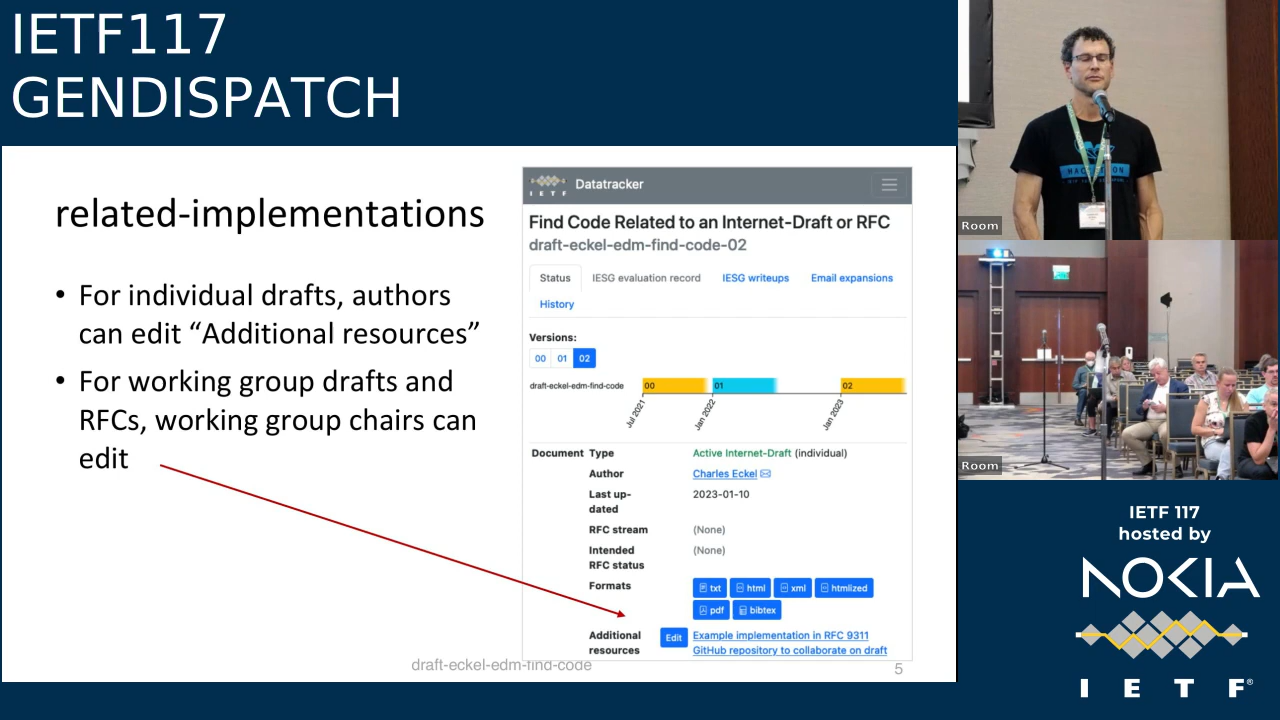 IETF117
GENDISPATCH
related-implementations
• For individual drafts, authors
can edit “Additional resources”
• For working group drafts and
RFCs, working group chairs can
edit
IETF
Datatracker
Find Code Related to an Internet-Draft or RFC
draft-eckel-edm-find-code-02
Status IESG evaluation record IESG writeups Email expansions
History
Versions:
00 01 02
draft-eckel-edm-find-code 00 01 02
Jul 2021 Jan 2022 Jan 2023
Document Type Active Internet-Draft (individual)
Author Charles Eckel
Last up-
dated 2023-01-10
RFC stream (None)
Intended
RFC status (None)
Formats txt html xml htmlized
pdf bibtex
Additional
resources Edit Example implementation in RFC 9311
GitHub repository to collaborate on draft
draft-eckel-edm-find-code
5
HACKATHON
Room
Room
IETF 117
hosted by
NOKIA
IETF®